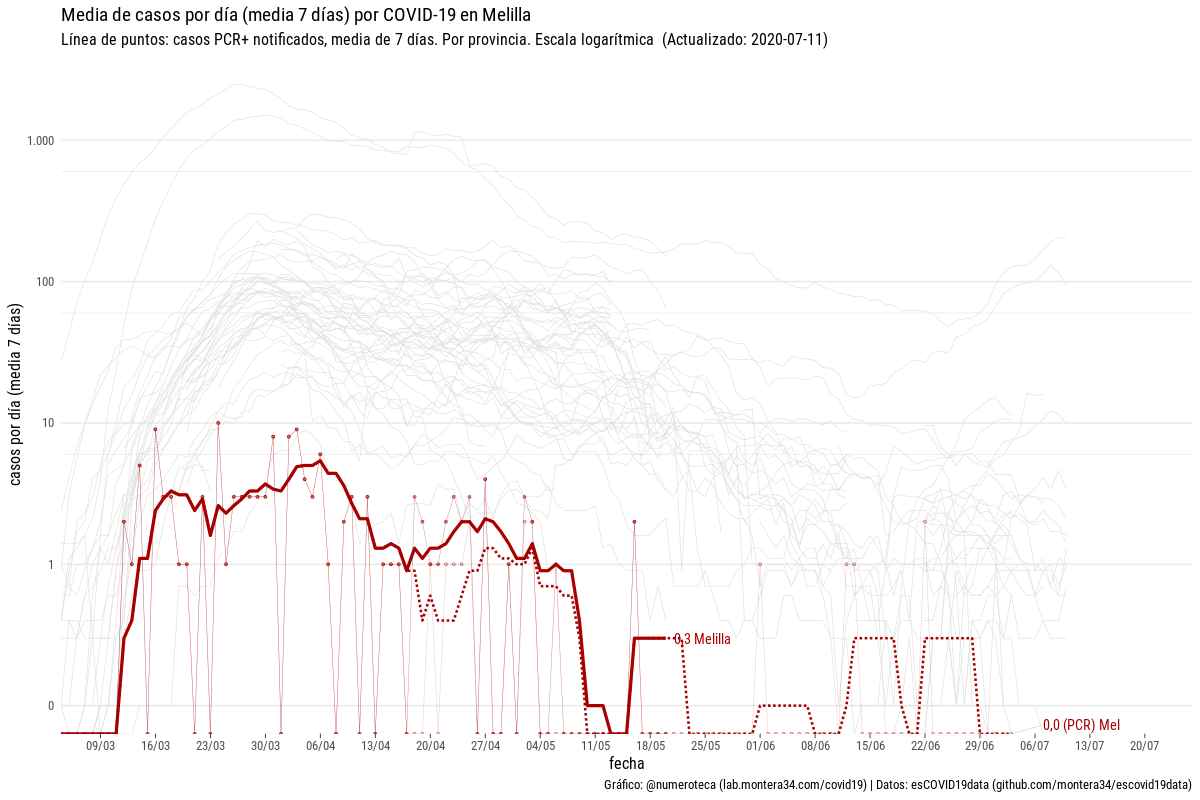 Media de casos por día (media 7 días) por COVID-19 en Melilla
Línea de puntos: casos PCR+ notificados, media de 7 días. Por provincia. Escala logarítmica (Actualizado: 2020-07-11)
casos por día (media 7 días)
1.000
100
10
1
0
0,3 Melilla
0,0 (PCR) Mel
09/03 16/03 23/03 30/03 06/04 13/04 20/04 27/04 04/05 11/05 18/05 25/05 01/06 08/06 15/06 22/06 29/06 06/07 13/07 20/07
fecha
Gráfico: @numeroteca (lab.montera34.com/covid19) | Datos: esCOVID19data (github.com/montera34/escovid19data)